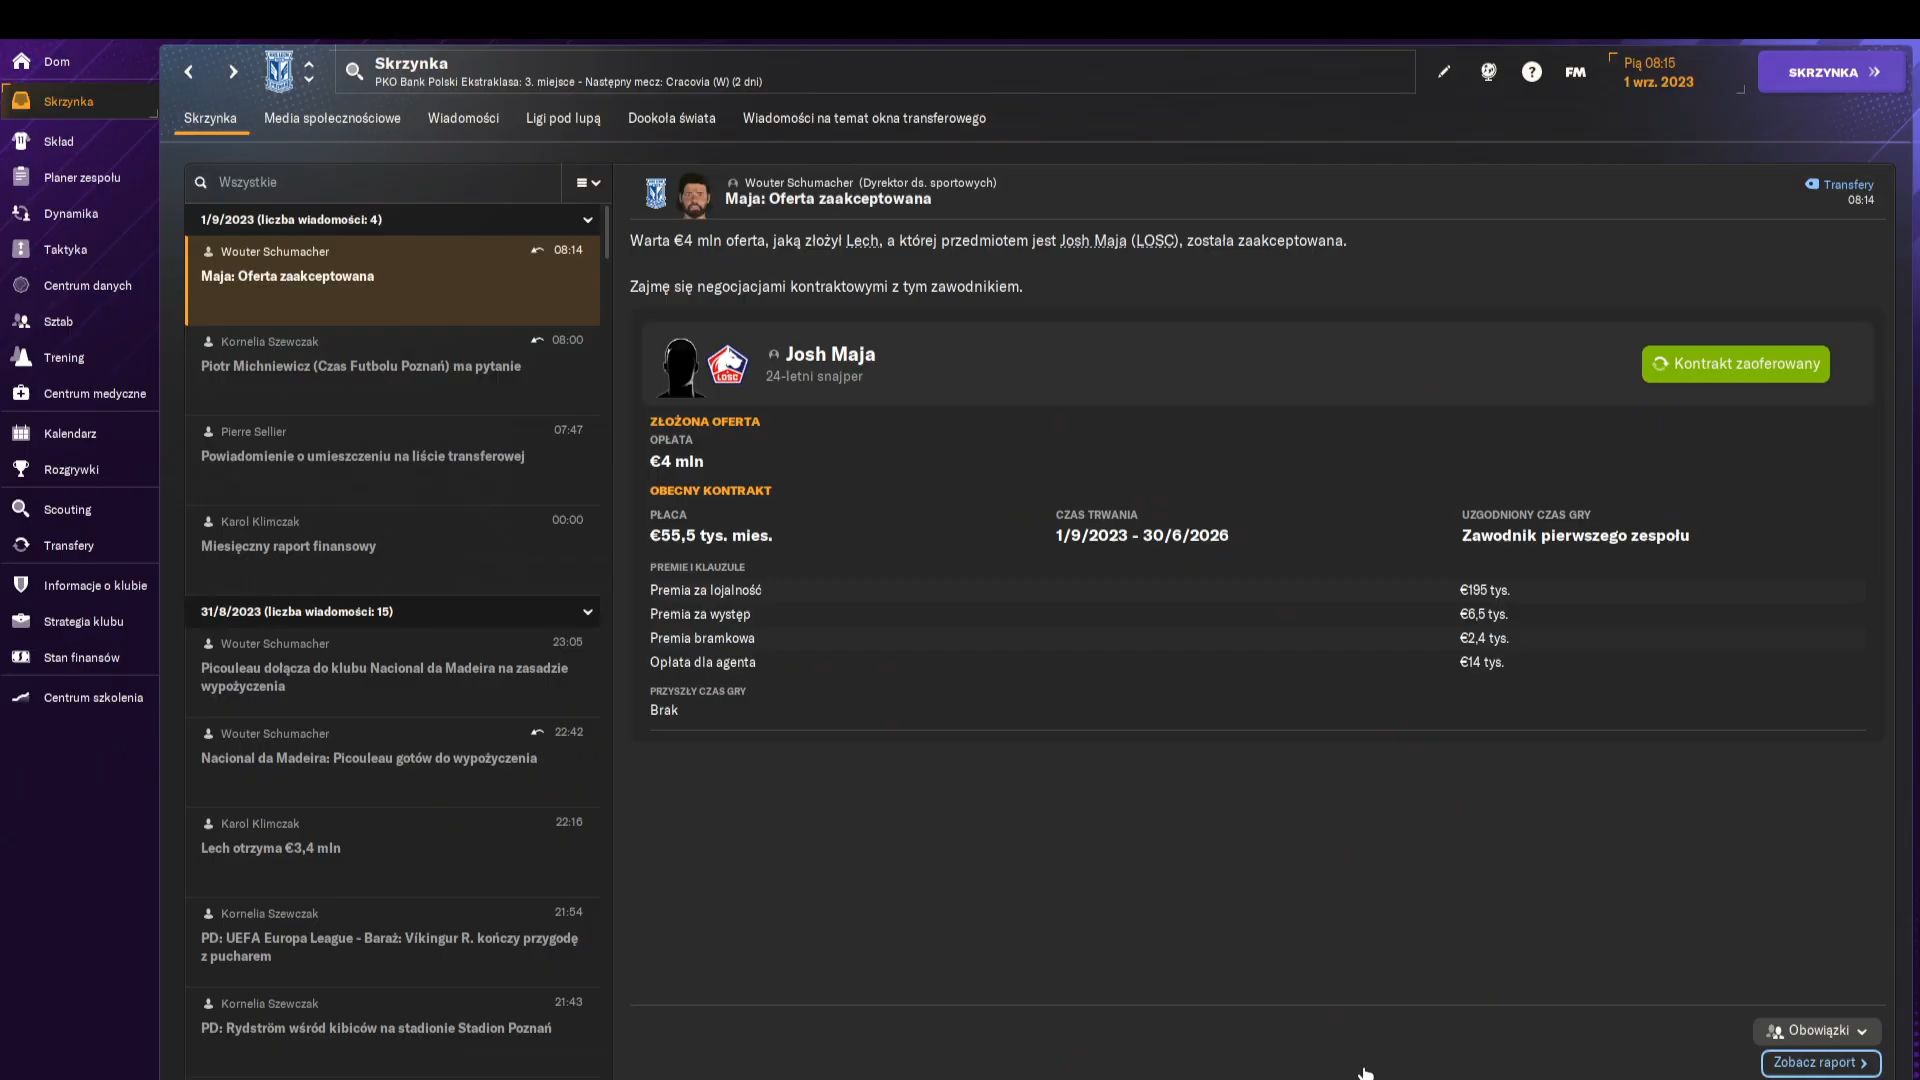 Dom
Skrzynka
Skład
Planer zespołu
Dynamika
Taktyka
Centrum danych
Sztab
Trening
Centrum medyczne
Kalendarz
Rozgrywki
Scouting
Transfery
Informacje o klubie
Strategia klubu
Stan finansów
Centrum szkolenia
Skrzynka
PKO Bank Polski Ekstraklasa: 3. miejsce - Następny mecz: Cracovia (W) (2 dni)
?
FM
Pią 08:15
1 wrz. 2023
SKRZYNKA
Skrzynka Media społecznościowe Wiadomości Ligi pod lupą Dookoła świata Wiadomości na temat okna transferowego
Wszystkie
1/9/2023 (liczba wiadomości: 4)
Wouter Schumacher 08:14
Maja: Oferta zaakceptowana
Kornelia Szewczak 08:00
Piotr Michniewicz (Czas Futbolu Poznań) ma pytanie
Pierre Sellier 07:47
Powiadomienie o umieszczeniu na liście transferowej
Karol Klimczak 00:00
Miesięczny raport finansowy
31/8/2023 (liczba wiadomości: 15)
Wouter Schumacher 23:05
Picouleau dołącza do klubu Nacional da Madeira na zasadzie
wypożyczenia
Wouter Schumacher 22:42
Nacional da Madeira: Picouleau gotów do wypożyczenia
Karol Klimczak 22:16
Lech otrzyma €3,4 mln
Kornelia Szewczak 21:54
PD: UEFA Europa League - Baraż: Víkingur R. kończy przygodę
z pucharem
Kornelia Szewczak 21:43
PD: Rydström wśród kibiców na stadionie Stadion Poznań
Wouter Schumacher (Dyrektor ds. sportowych)
Maja: Oferta zaakceptowana
Transfery
08:14
Warta €4 mln oferta, jaką złożył Lech, a której przedmiotem jest Josh Maja (LOSC), została zaakceptowana.
Zajmę się negocjacjami kontraktowymi z tym zawodnikiem.
LOSC
Josh Maja
24-letni snajper
Kontrakt zaoferowany
ZŁOŻONA OFERTA
OPŁATA
€4 mln
OBECNY KONTRAKT
PŁACA CZAS TRWANIA UZGODNIONY CZAS GRY
€55,5 tys. mies. 1/9/2023 - 30/6/2026 Zawodnik pierwszego zespołu
PREMIE I KLAUZULE
Premia za lojalność €195 tys.
Premia za występ €6,5 tys.
Premia bramkowa €2,4 tys.
Opłata dla agenta €14 tys.
PRZYSZŁY CZAS GRY
Brak
Obowiązki
Zobacz raport